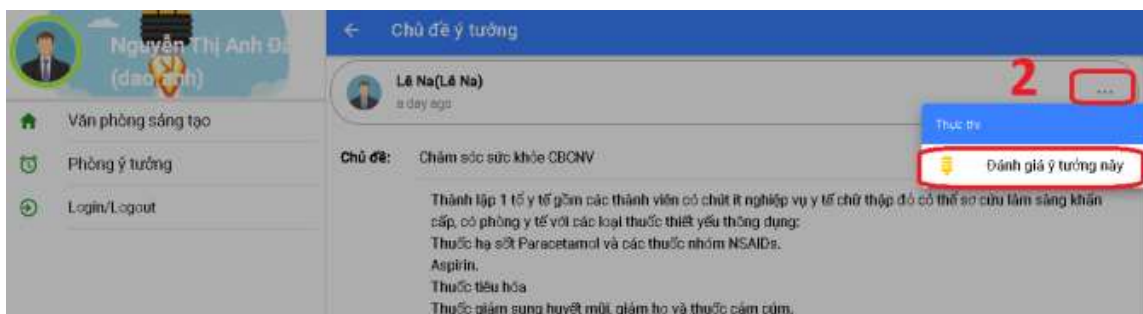 Nguyễn Thị Anh Đà
(dao anh)
Văn phòng sáng tạo
Phòng ý tưởng
Login/Logout
Chủ đề ý tưởng
Lê Na(Lê Na)
a day ago
2
...
Thực thi
Đánh giá ý tưởng này
Chủ đề: Chăm sóc sức khỏe CBCNV
Thành lập 1 tổ y tế gồm các thành viên có chút ít nghiệp vụ y tế chữ thập đỏ có thể sơ cứu lâm sàng khẩn
cấp, có phòng y tế với các loại thuốc thiết yếu thông dụng:
Thuốc hạ sốt Paracetamol và các thuốc nhóm NSAIDs.
Aspirin.
Thuốc tiêu hóa
Thuốc giảm sung huyết mũi, giảm ho và thuốc cảm cúm.